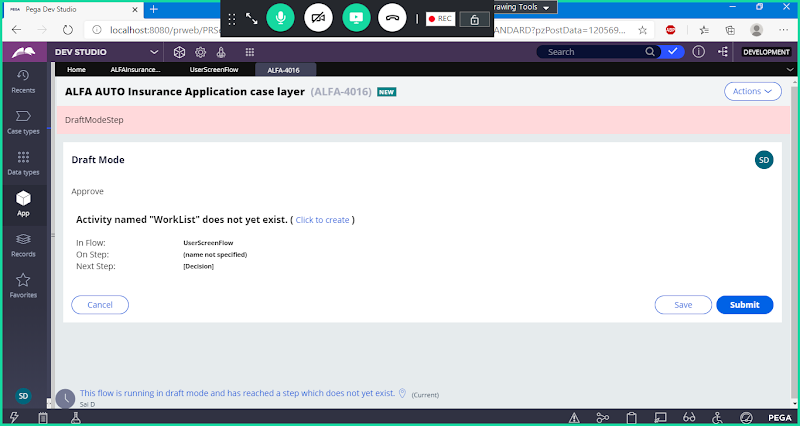 Pega Dev Studio
REC
rawing Tools
localhost:8080/prweb/PRSe
ANDARD?pzPostData=120569...
DEV STUDIO
Search
DEVELOPMENT
Home
ALFAInsurance...
UserScreenFlow
ALFA-4016
Recents
Case types
Data types
App
Records
Favorites
SD
ALFA AUTO Insurance Application case layer (ALFA-4016) NEW
Actions
DraftModeStep
Draft Mode
SD
Approve
Activity named "WorkList" does not yet exist. ( Click to create )
In Flow: UserScreenFlow
On Step: (name not specified)
Next Step: [Decision]
Cancel
Save
Submit
This flow is running in draft mode and has reached a step which does not yet exist. (Current)
Sai D
PEGA